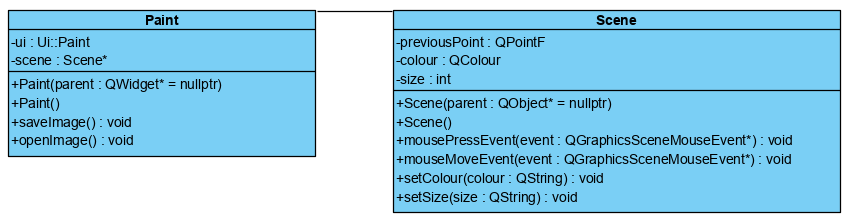 Paint
-ui : Ui::Paint
-scene : Scene*
+Paint(parent : QWidget* = nullptr)
+Paint()
+saveImage() : void
+openImage() : void
Scene
-previousPoint : QPointF
-colour : QColour
-size : int
+Scene(parent : QObject* = nullptr)
+Scene()
+mousePressEvent(event : QGraphicsSceneMouseEvent*) : void
+mouseMoveEvent(event : QGraphicsSceneMouseEvent*) : void
+setColour(colour : QString) : void
+setSize(size : QString) : void